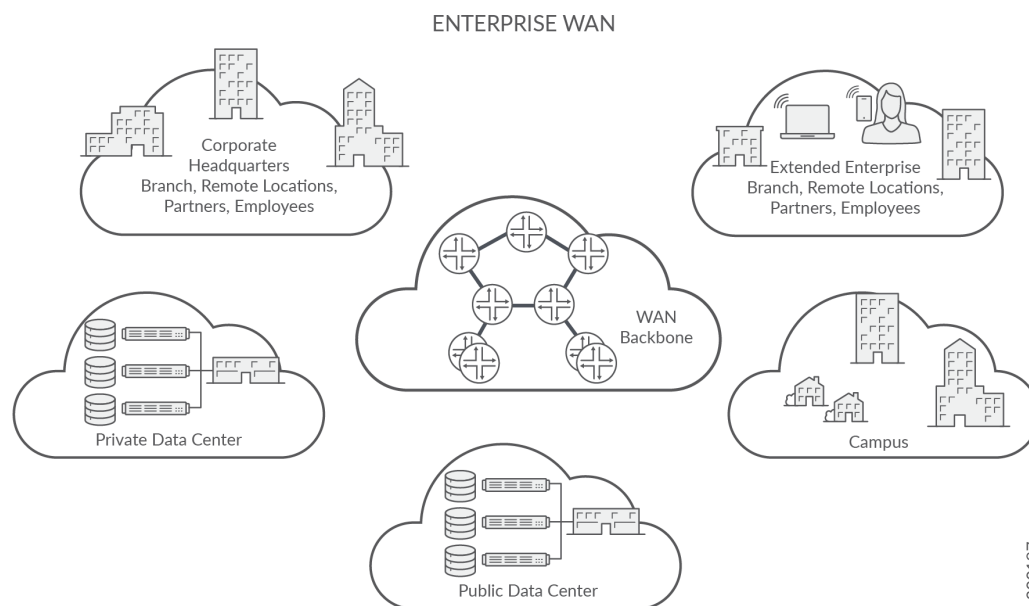 ENTERPRISE WAN
Corporate
Headquarters
Branch, Remote Locations,
Partners, Employees
Extended Enterprise
Branch, Remote Locations,
Partners, Employees
WAN
Backbone
Private Data Center
Campus
Public Data Center